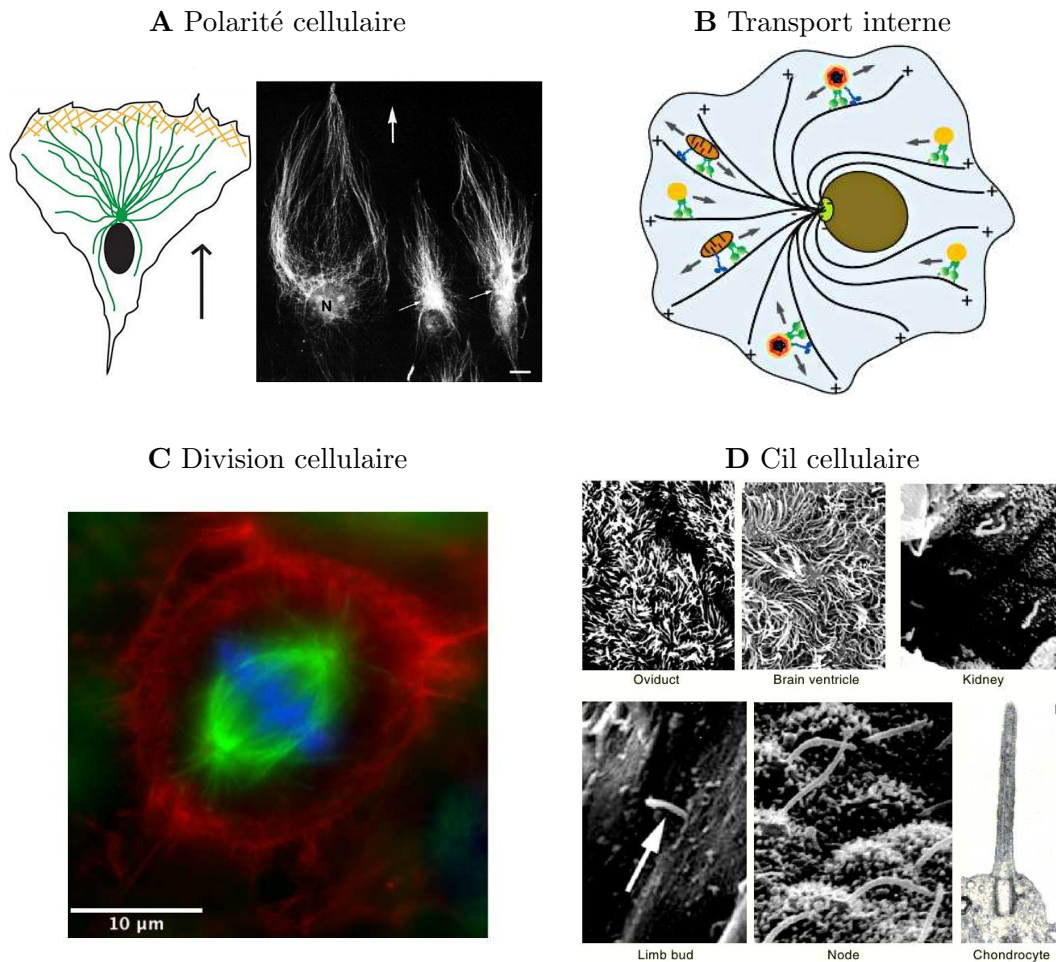 A Polarité cellulaire
N
B Transport interne
+ + + + + + + + + + +
- - -
C Division cellulaire
10 µm
D Cil cellulaire
Oviduct
Brain ventricle
Kidney
Limb bud
Node
Chondrocyte